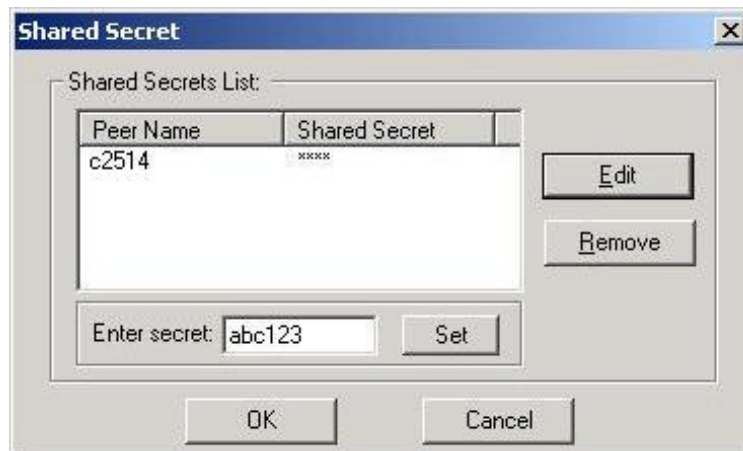 Shared Secret
Shared Secrets List:
Peer Name Shared Secret
c2514 ****
Edit
Remove
Enter secret: abc123 Set
OK Cancel